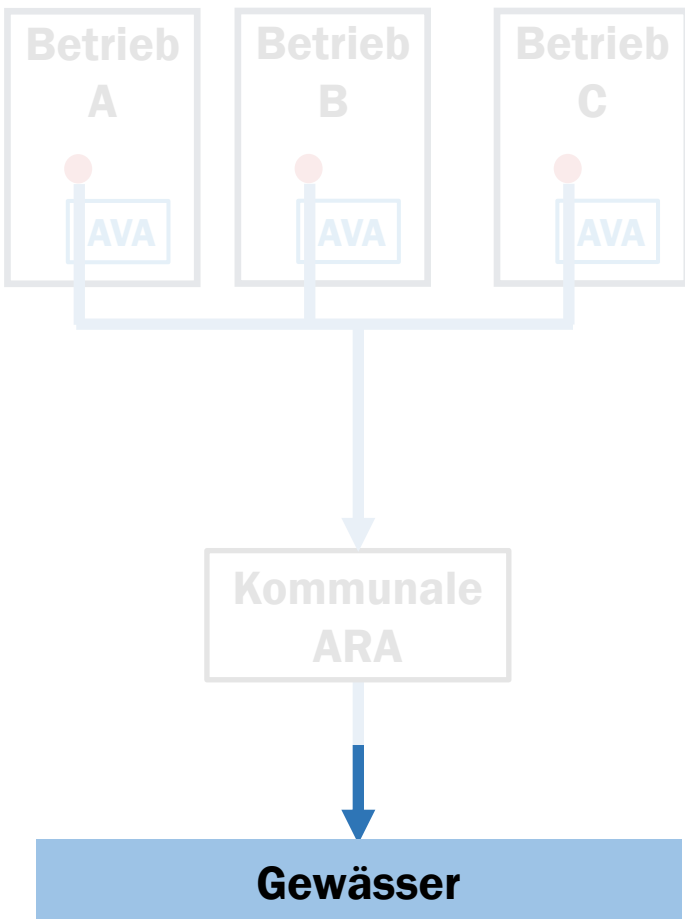 Betrieb
A
Betrieb
B
Betrieb
C
AVA
AVA
AVA
Kommunale
ARA
Gewässer